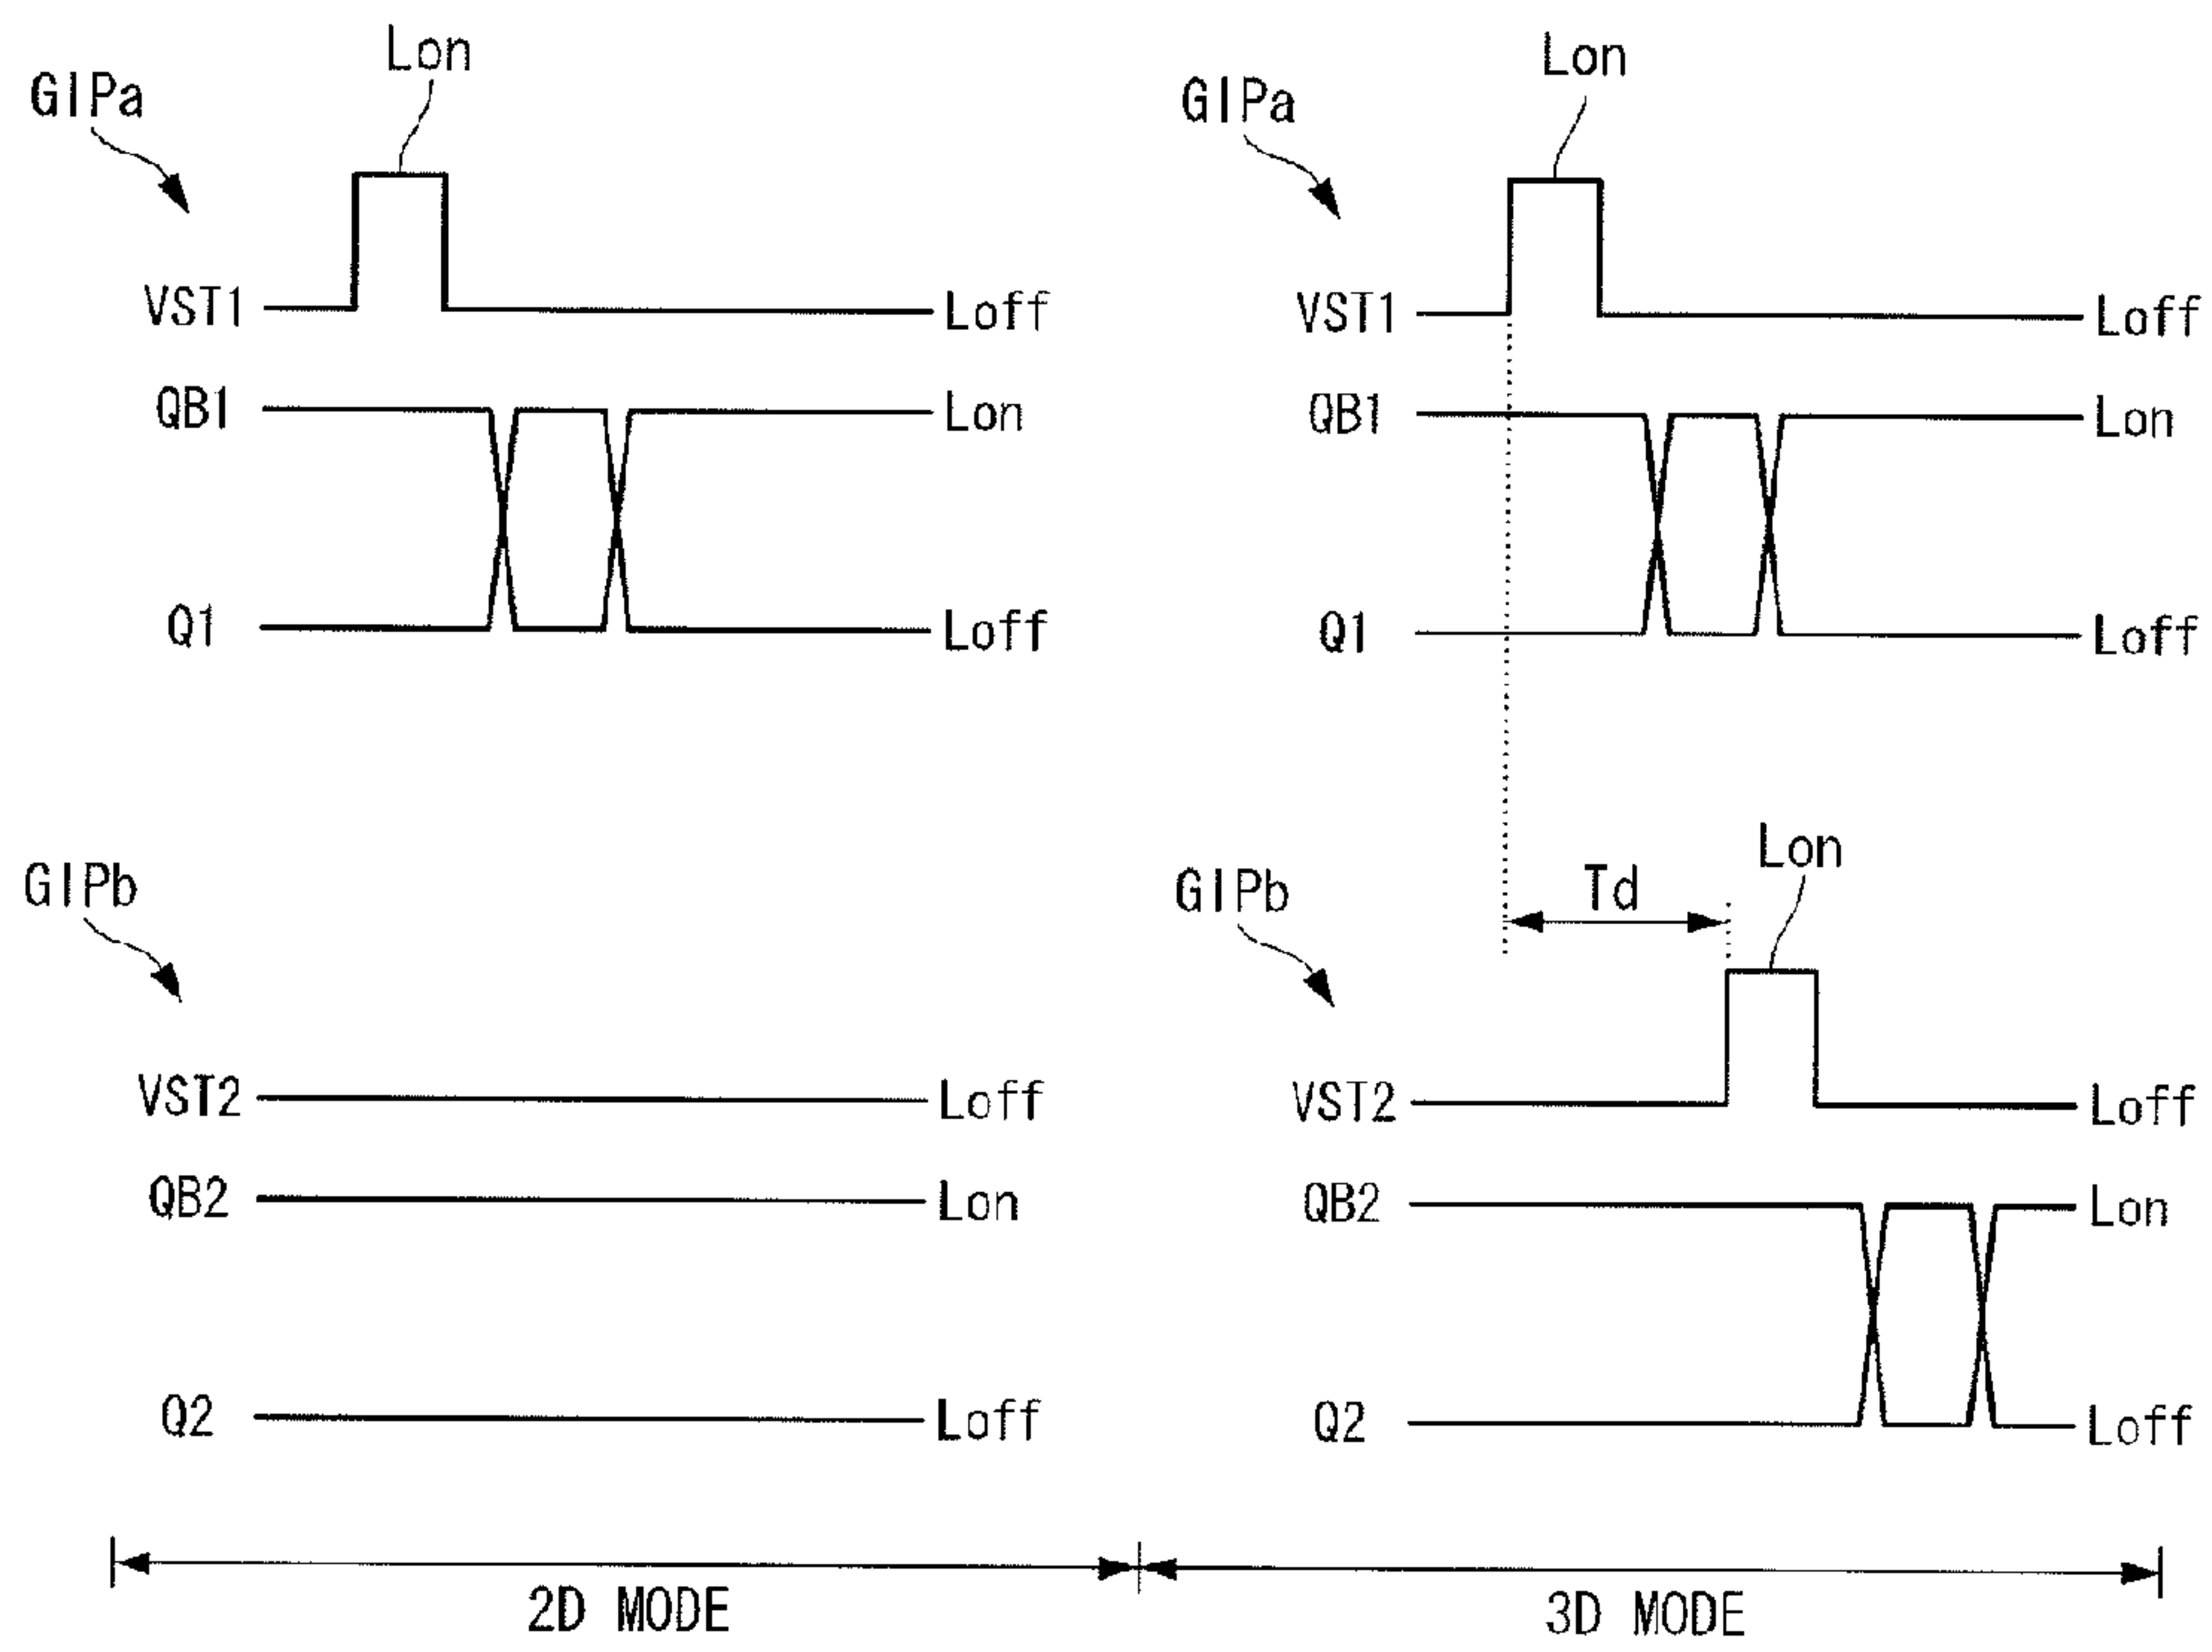 Lon
GIPa
VST1
Loff
QB1
Lon
Q1
Loff
GIPb
VST2
Loff
QB2
Lon
Q2
Loff
2D MODE
Lon
GIPa
VST1
Loff
QB1
Lon
Q1
Loff
Lon
Td
GIPb
VST2
Loff
QB2
Lon
Q2
Loff
3D MODE